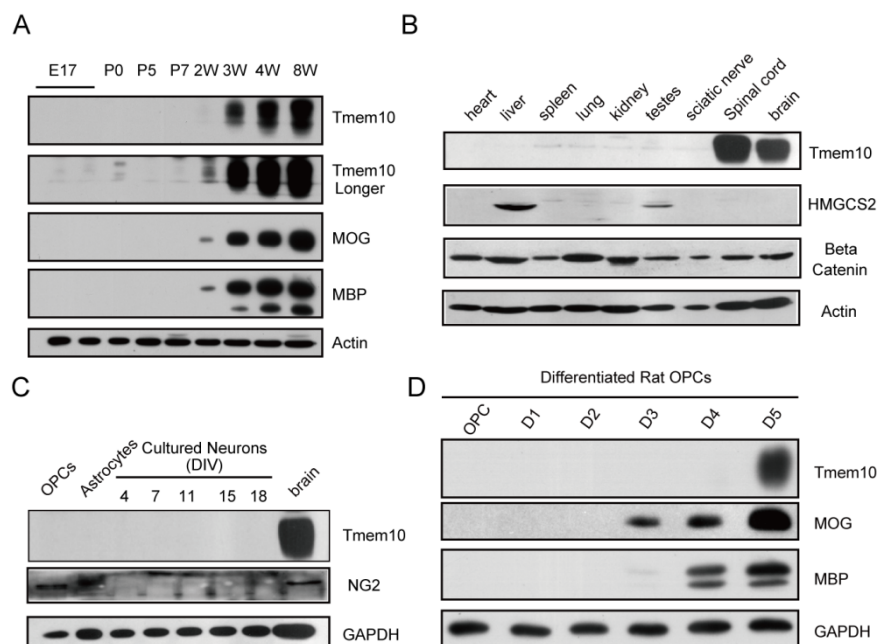 A
E17 P0 P5 P7 2W 3W 4W 8W
Tmem10
Tmem10
Longer
MOG
MBP
Actin
B
heart liver spleen lung kidney testes sciatic nerve Spinal cord brain
Tmem10
HMGCS2
Beta
Catenin
Actin
C
OPCs Astrocytes Cultured Neurons brain
(DIV)
4 7 11 15 18
Tmem10
NG2
GAPDH
D
Differentiated Rat OPCs
OPC D1 D2 D3 D4 D5
Tmem10
MOG
MBP
GAPDH